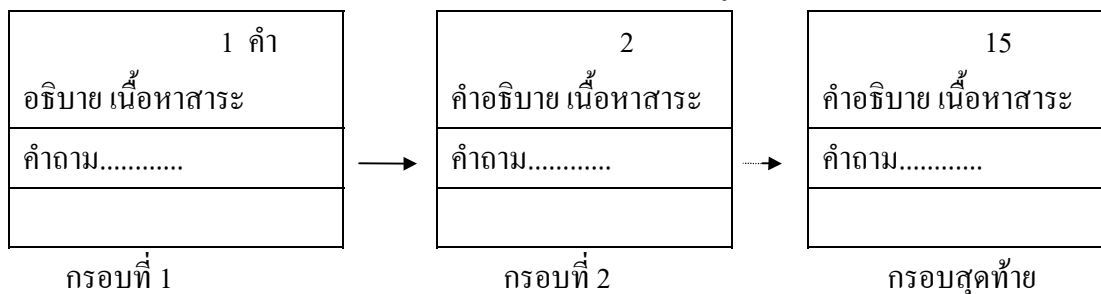 1 คำ
อธิบาย เนื้อหาสาระ
คำถาม............
กรอบที่ 1
2
คำอธิบาย เนื้อหาสาระ
คำถาม............
กรอบที่ 2
15
คำอธิบาย เนื้อหาสาระ
คำถาม............
กรอบสุดท้าย